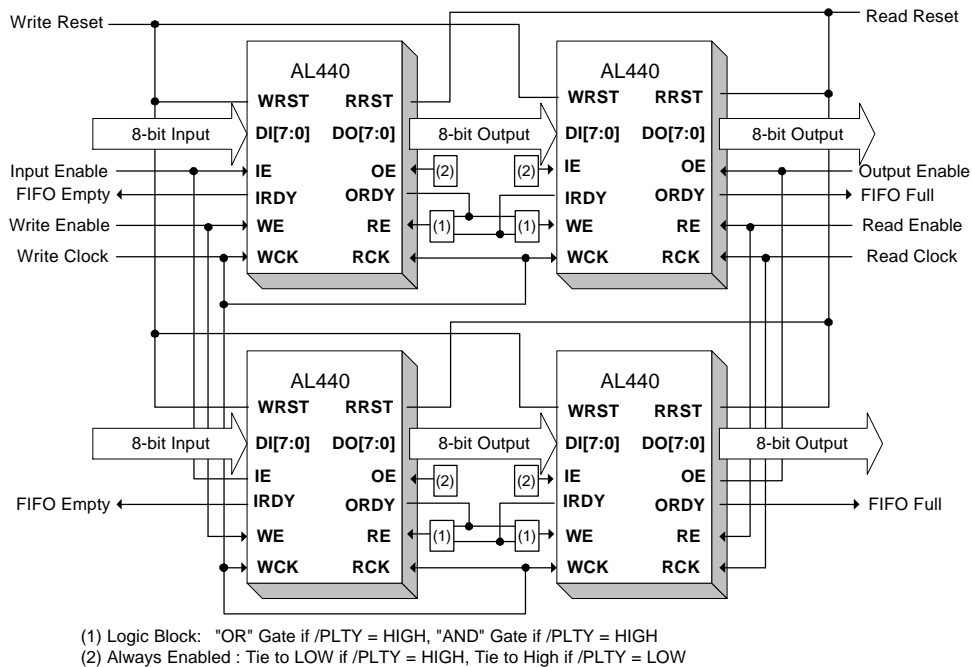 Write Reset
Read Reset
AL440
AL440
WRST RRST
WRST RRST
8-bit Input
DI[7:0] DO[7:0]
8-bit Output
DI[7:0] DO[7:0]
8-bit Output
Input Enable
IE OE
(2)
(2)
IE OE
Output Enable
FIFO Empty
IRDY ORDY
IRDY ORDY
FIFO Full
Write Enable
WE RE
(1)
(1)
WE RE
Read Enable
Write Clock
WCK RCK
WCK RCK
Read Clock
AL440
AL440
WRST RRST
WRST RRST
8-bit Input
DI[7:0] DO[7:0]
8-bit Output
DI[7:0] DO[7:0]
8-bit Output
IE OE
(2)
(2)
IE OE
FIFO Empty
IRDY ORDY
IRDY ORDY
FIFO Full
WE RE
(1)
(1)
WE RE
WCK RCK
WCK RCK
(1) Logic Block: "OR" Gate if /PLTY = HIGH, "AND" Gate if /PLTY = HIGH
(2) Always Enabled : Tie to LOW if /PLTY = HIGH, Tie to High if /PLTY = LOW